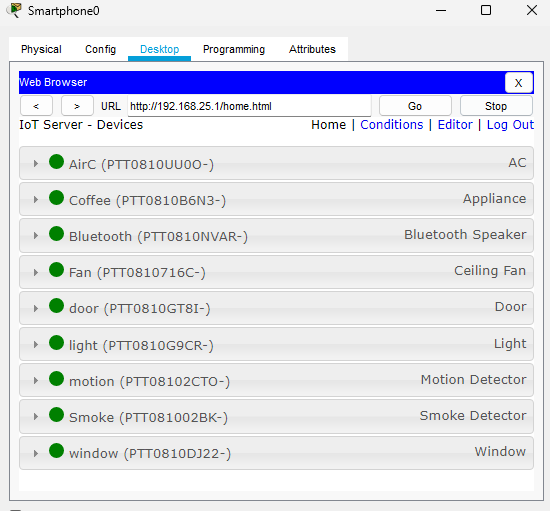 Smartphone0
Physical Config Desktop Programming Attributes
Web Browser X
< > URL http://192.168.25.1/home.html Go Stop
IoT Server - Devices Home | Conditions | Editor | Log Out
AirC (PTT0810UU0O-) AC
Coffee (PTT0810B6N3-) Appliance
Bluetooth (PTT0810NVAR-) Bluetooth Speaker
Fan (PTT0810716C-) Ceiling Fan
door (PTT0810GT8I-) Door
light (PTT0810G9CR-) Light
motion (PTT08102CTO-) Motion Detector
Smoke (PTT081002BK-) Smoke Detector
window (PTT0810DJ22-) Window